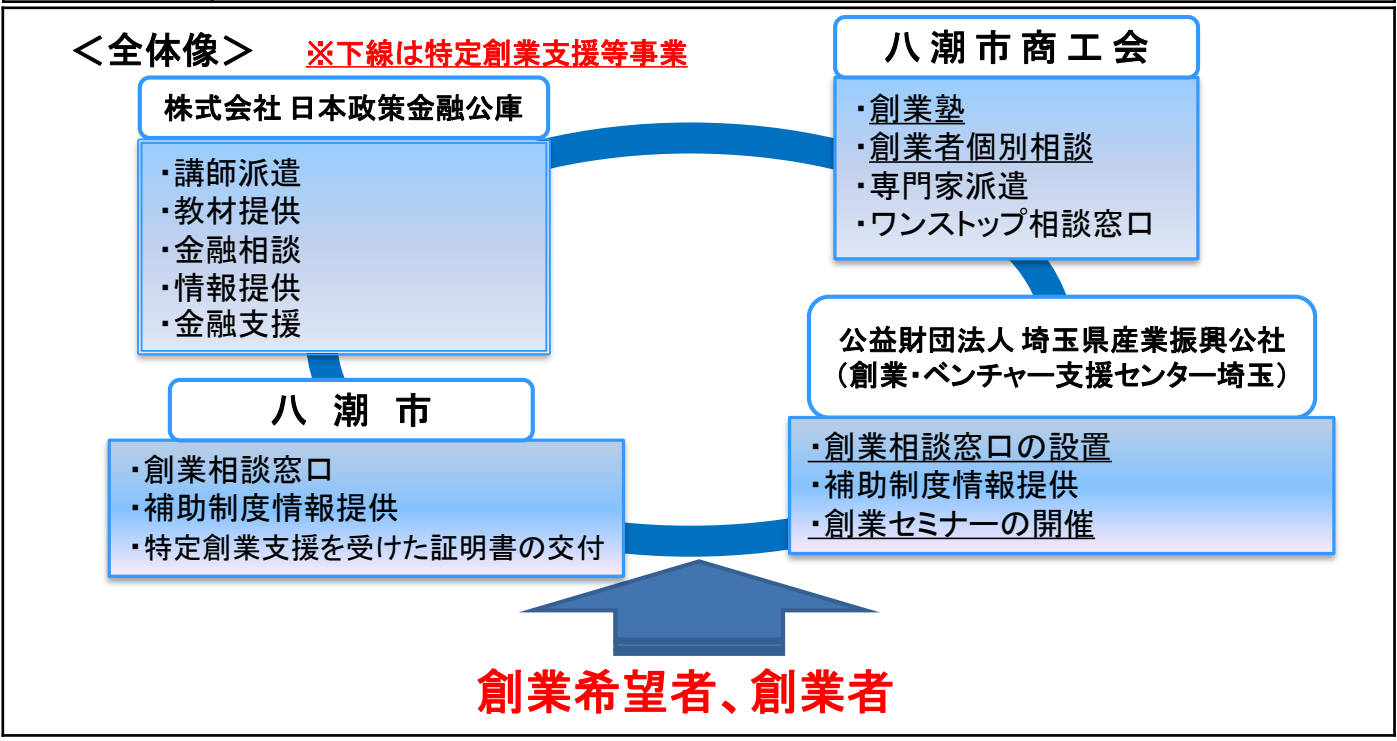 ＜全体像＞ ※下線は特定創業支援等事業
株式会社 日本政策金融公庫
・講師派遣
・教材提供
・金融相談
・情報提供
・金融支援
八潮市商工会
・創業塾
・創業者個別相談
・専門家派遣
・ワンストップ相談窓口
八 潮 市
・創業相談窓口
・補助制度情報提供
・特定創業支援を受けた証明書の交付
公益財団法人 埼玉県産業振興公社
（創業・ベンチャー支援センター埼玉）
・創業相談窓口の設置
・補助制度情報提供
・創業セミナーの開催
創業希望者、創業者